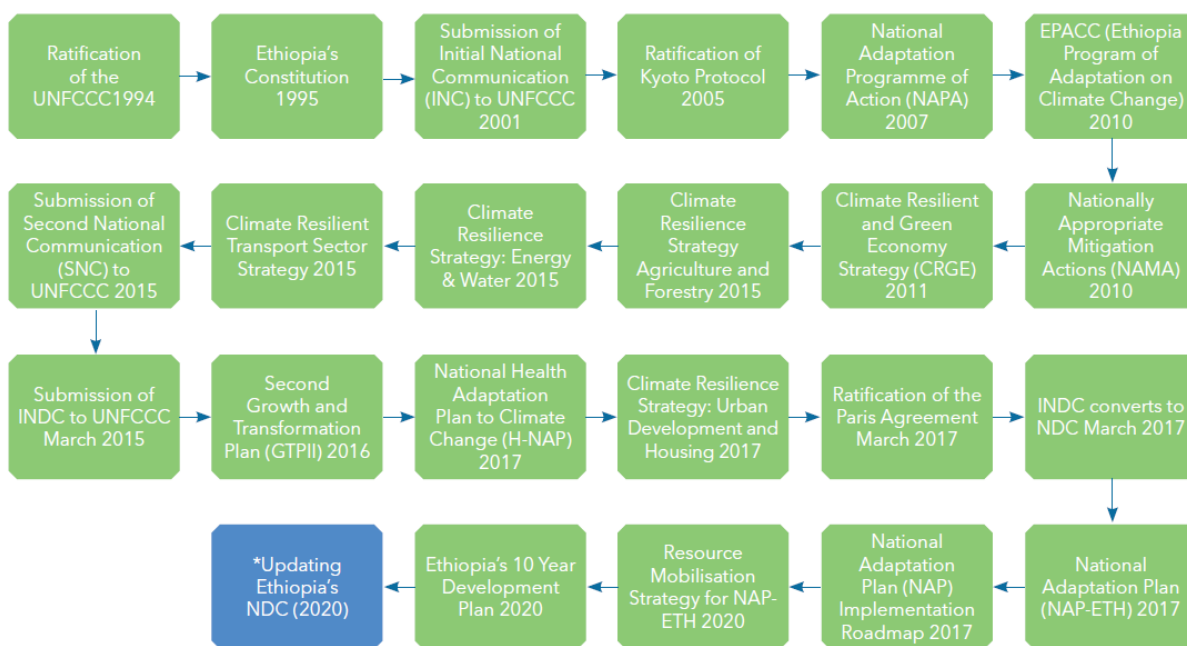 Ratification
of the
UNFCCC1994
Ethiopia's
Constitution
1995
Submission of
Initial National
Communication
(INC) to UNFCCC
2001
Ratification of
Kyoto Protocol
2005
National
Adaptation
Programme of
Action (NAPA)
2007
EPACC (Ethiopia
Program of
Adaptation on
Climate Change)
2010
Nationally
Appropriate
Mitigation
Actions (NAMA)
2010
Climate Resilient
and Green
Economy
Strategy (CRGE)
2011
Climate
Resilience
Strategy
Agriculture and
Forestry 2015
Climate
Resilience
Strategy: Energy
& Water 2015
Climate Resilient
Transport Sector
Strategy 2015
Submission of
Second National
Communication
(SNC) to
UNFCCC 2015
Submission of
INDC to UNFCCC
March 2015
Second
Growth and
Transformation
Plan (GTPII) 2016
National Health
Adaptation
Plan to Climate
Change (H-NAP)
2017
Climate Resilience
Strategy: Urban
Development and
Housing 2017
Ratification of the
Paris Agreement
March 2017
INDC converts to
NDC March 2017
National
Adaptation Plan
(NAP-ETH) 2017
National
Adaptation
Plan (NAP)
Implementation
Roadmap 2017
Resource
Mobilisation
Strategy for NAP-
ETH 2020
Ethiopia's 10 Year
Development
Plan 2020
*Updating
Ethiopia's
NDC (2020)